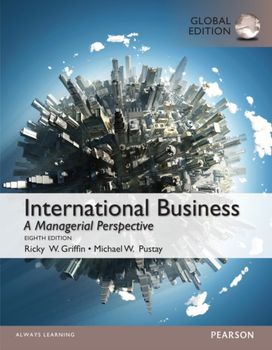 GLOBAL
EDITION
International Business
A Managerial Perspective
EIGHTH EDITION
Ricky W. Griffin • Michael W. Pustay
ALWAYS LEARNING
PEARSON